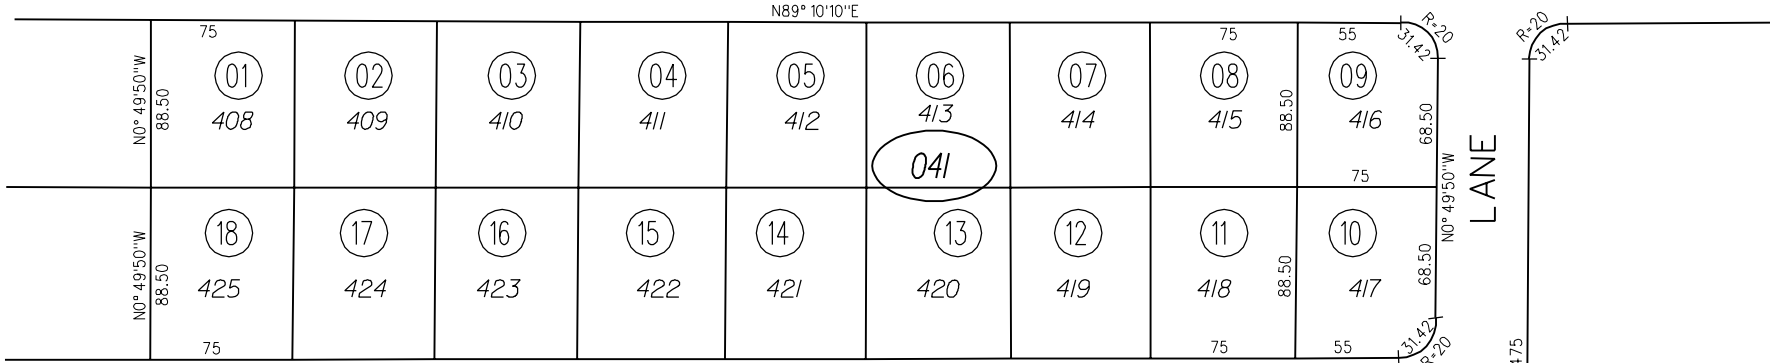 N89° 10'10"E
75 75 55 R=20 R=20
31.42 31.42
01 02 03 04 05 06 07 08 09
N0° 49'50"W 88.50 88.50 68.50
408 409 410 411 412 413 414 415 416
041
75
N0° 49'50"W
LANE
18 17 16 15 14 13 12 11 10
N0° 49'50"W 88.50 88.50 68.50
425 424 423 422 421 420 419 418 417
75 75 55 31.42
R=20
475